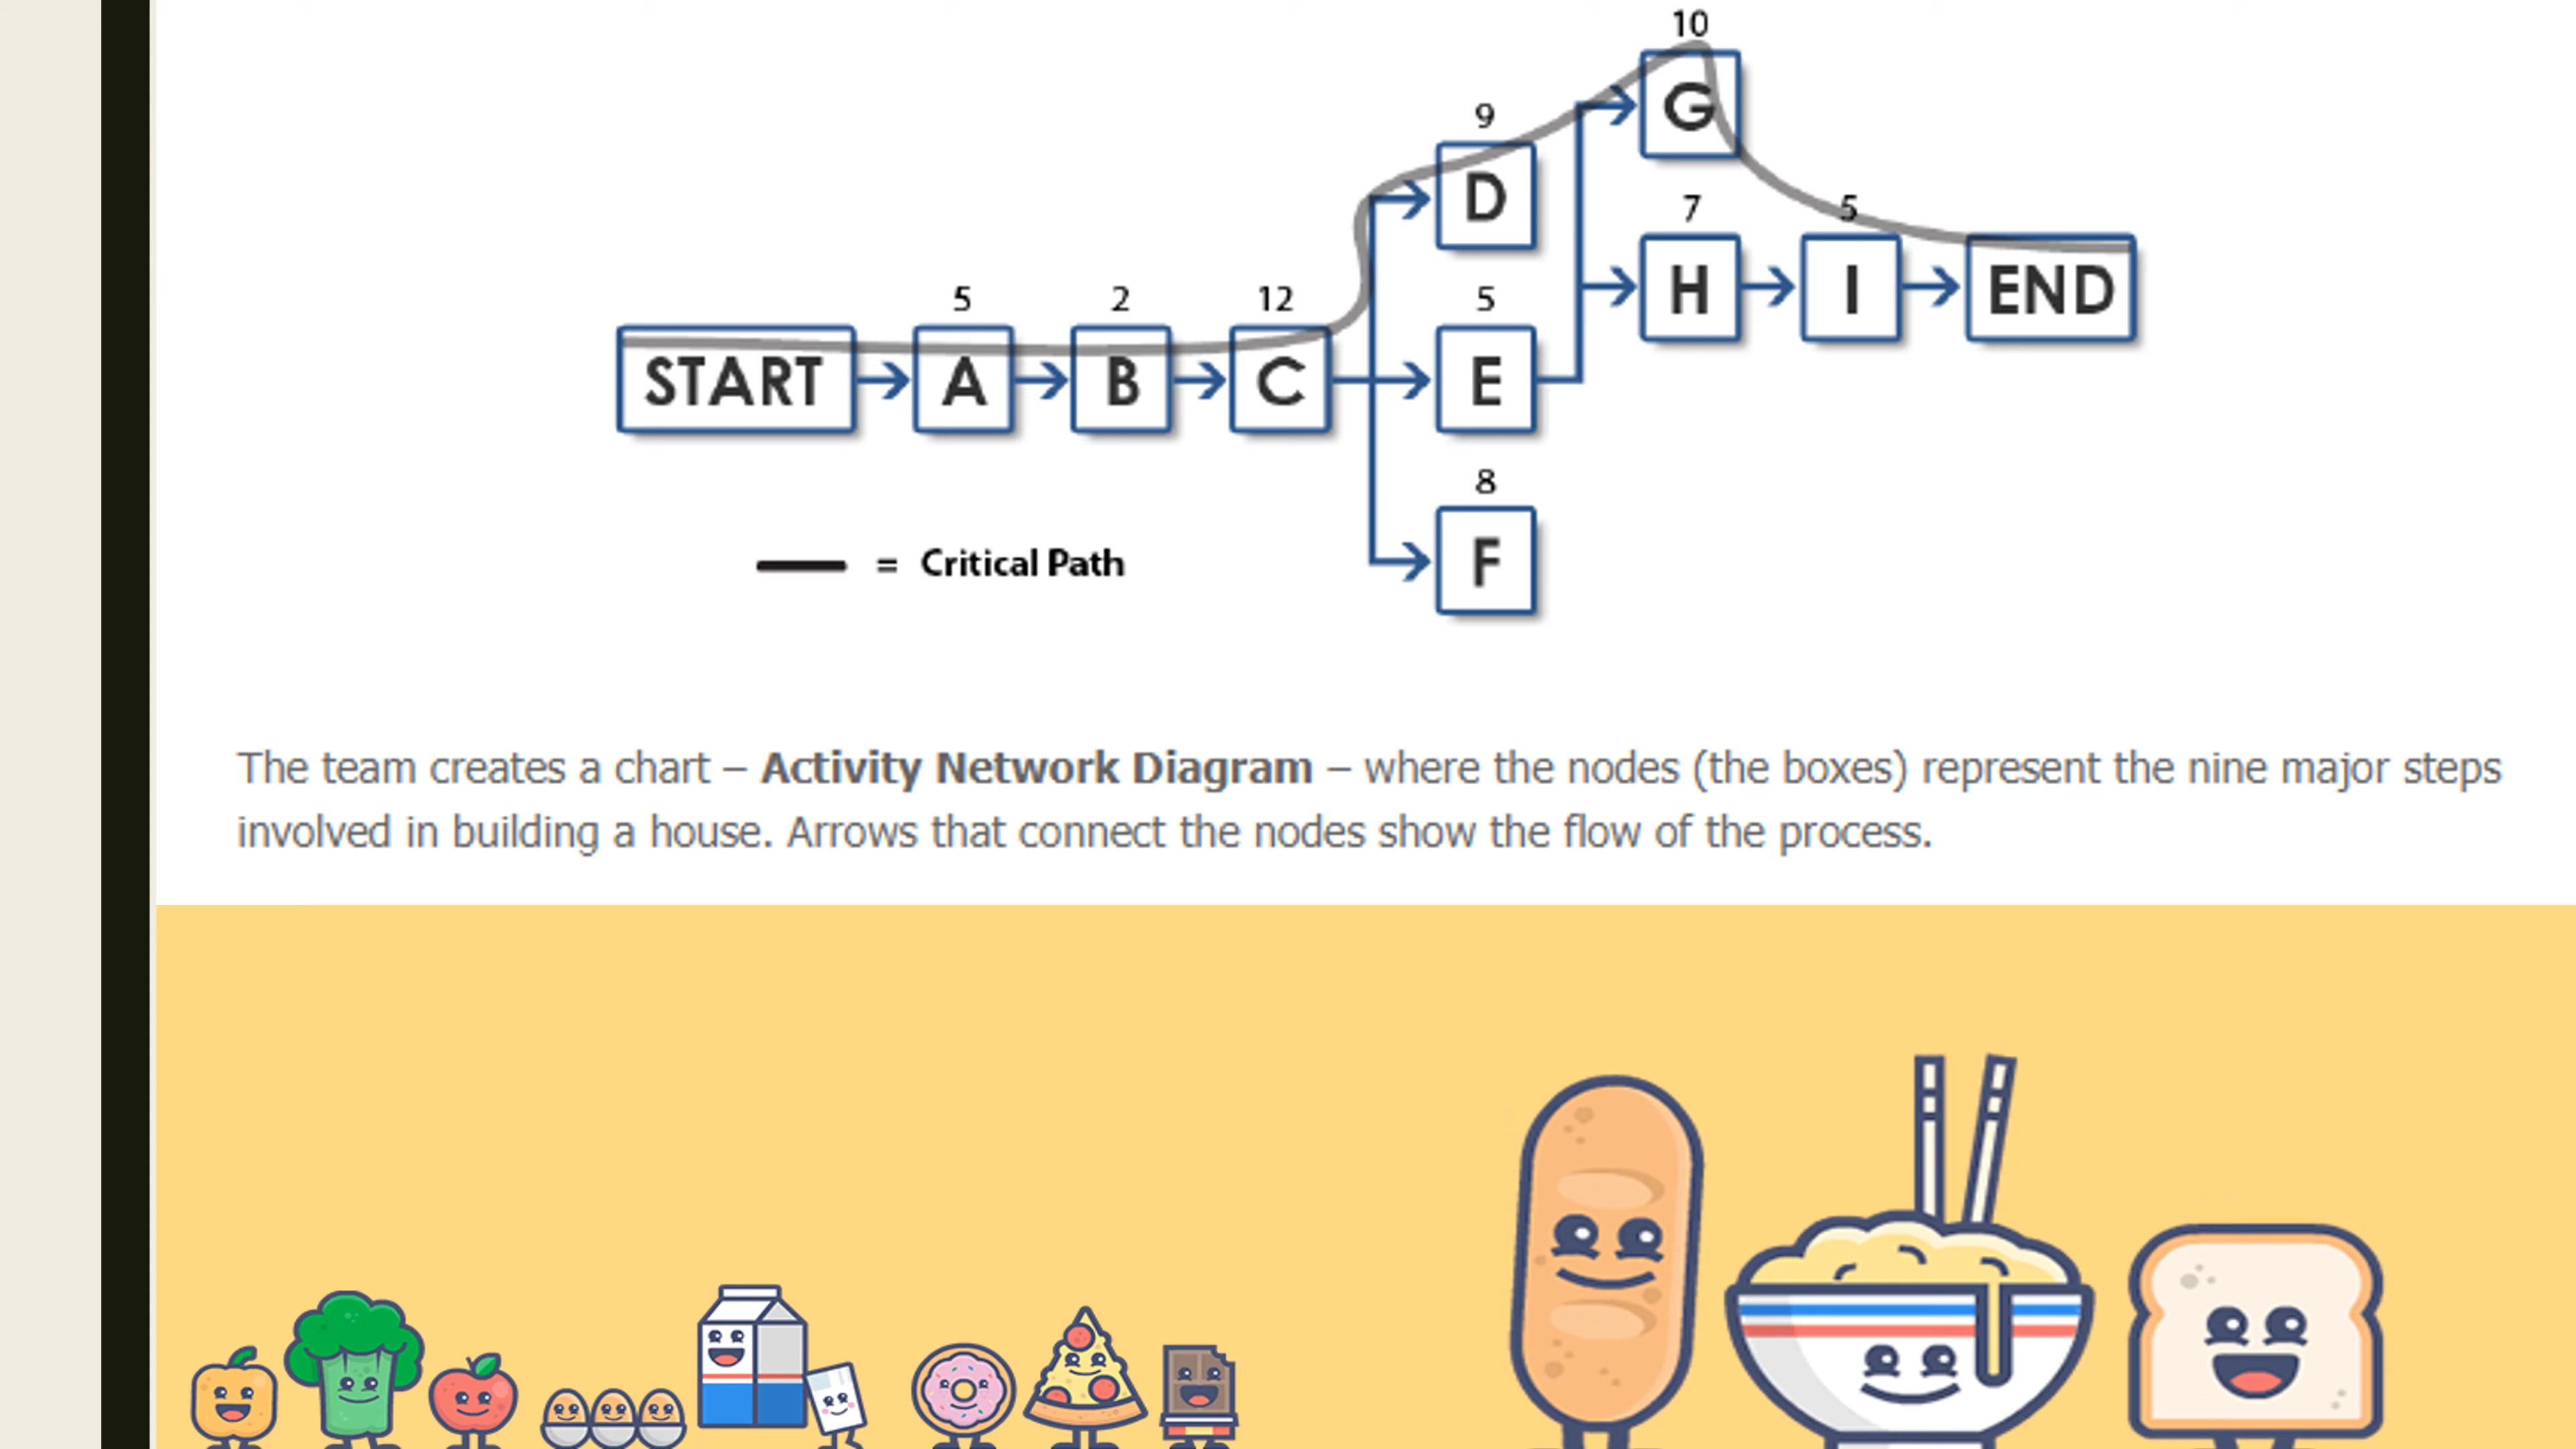 10
G
9
D
7
H
5
I
END
5
2
12
5
START
A
B
C
E
8
F
= Critical Path
The team creates a chart – Activity Network Diagram – where the nodes (the boxes) represent the nine major steps
involved in building a house. Arrows that connect the nodes show the flow of the process.